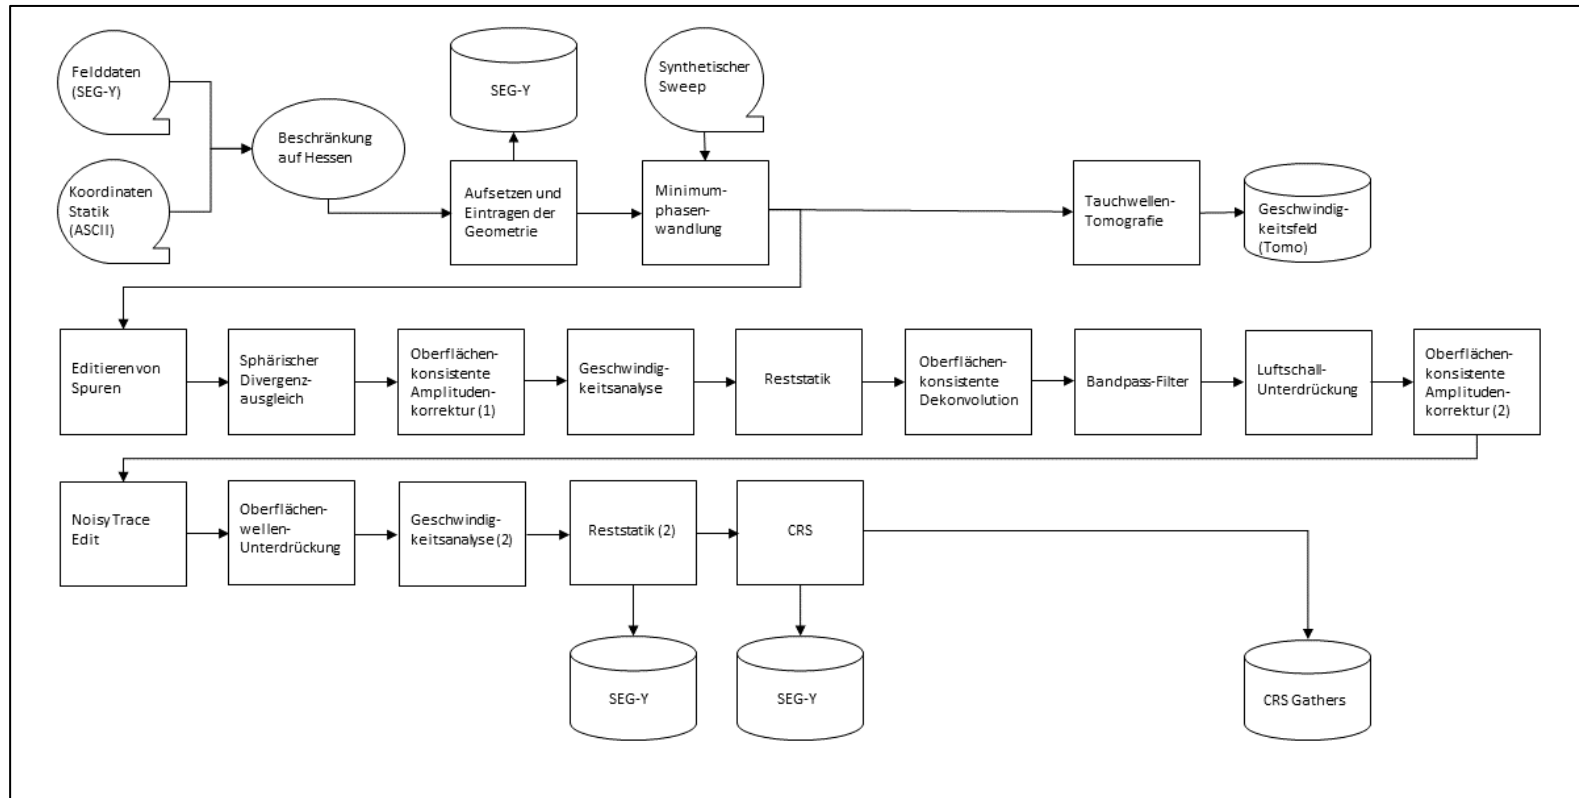 Felddaten
(SEG-Y)
SEG-Y
Synthetischer
Sweep
Beschränkung
auf Hessen
Koordinaten
Statik
(ASCII)
Aufsetzen und
Eintragen der
Geometrie
Minimum-
phasen-
wandlung
Tauchwellen-
Tomografie
Geschwindig-
keitsfeld
(Tomo)
Editieren von
Spuren
Sphärischer
Divergenz-
ausgleich
Oberflächen-
konsistente
Amplituden-
korrektur (1)
Geschwindig-
keitsanalyse
Reststatik
Oberflächen-
konsistente
Dekonvolution
Bandpass-Filter
Luftschall-
Unterdrückung
Oberflächen-
konsistente
Amplituden-
korrektur (2)
Noisy Trace
Edit
Oberflächen-
wellen-
Unterdrückung
Geschwindig-
keitsanalyse (2)
Reststatik (2)
CRS
SEG-Y
SEG-Y
CRS Gathers